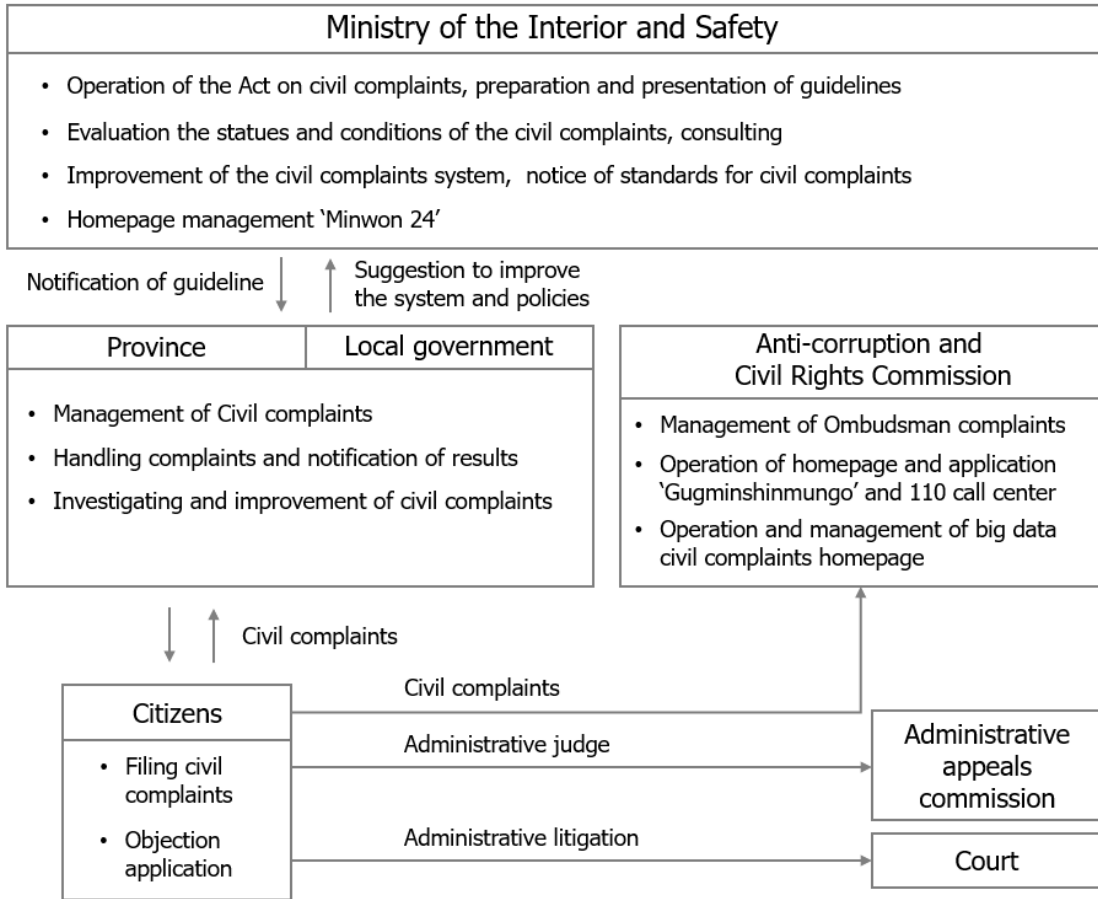 Ministry of the Interior and Safety
• Operation of the Act on civil complaints, preparation and presentation of guidelines
• Evaluation the statues and conditions of the civil complaints, consulting
• Improvement of the civil complaints system, notice of standards for civil complaints
• Homepage management ‘Minwon 24’
Notification of guideline
Suggestion to improve
the system and policies
Province
Local government
• Management of Civil complaints
• Handling complaints and notification of results
• Investigating and improvement of civil complaints
Anti-corruption and
Civil Rights Commission
• Management of Ombudsman complaints
• Operation of homepage and application
‘Gugminshinmungo’ and 110 call center
• Operation and management of big data
civil complaints homepage
Civil complaints
Citizens
• Filing civil
complaints
• Objection
application
Civil complaints
Administrative judge
Administrative litigation
Administrative
appeals
commission
Court